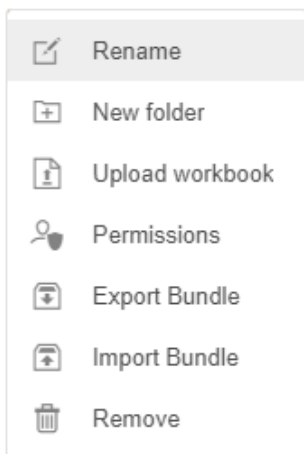 Rename
New folder
Upload workbook
Permissions
Export Bundle
Import Bundle
Remove